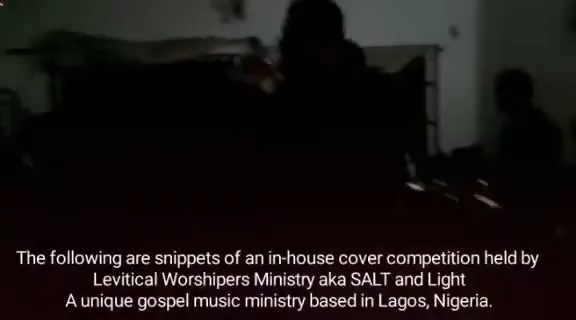 The following are snippets of an in-house cover competition held by
Levitical Worshipers Ministry aka SALT and Light
A unique gospel music ministry based in Lagos, Nigeria.